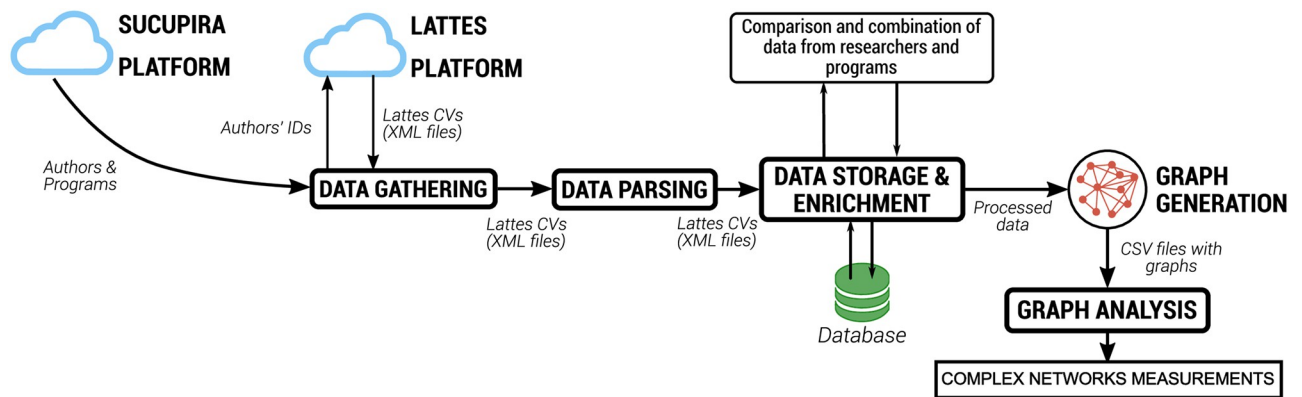 SUCUPIRA
PLATFORM
LATTES
PLATFORM
Comparison and combination of
data from researchers and
programs
Authors' IDs
Lattes CVs
(XML files)
Authors &
Programs
DATA GATHERING
Lattes CVs
(XML files)
DATA PARSING
Lattes CVs
(XML files)
DATA STORAGE &
ENRICHMENT
Database
Processed
data
GRAPH
GENERATION
CSV files with
graphs
GRAPH ANALYSIS
COMPLEX NETWORKS MEASUREMENTS